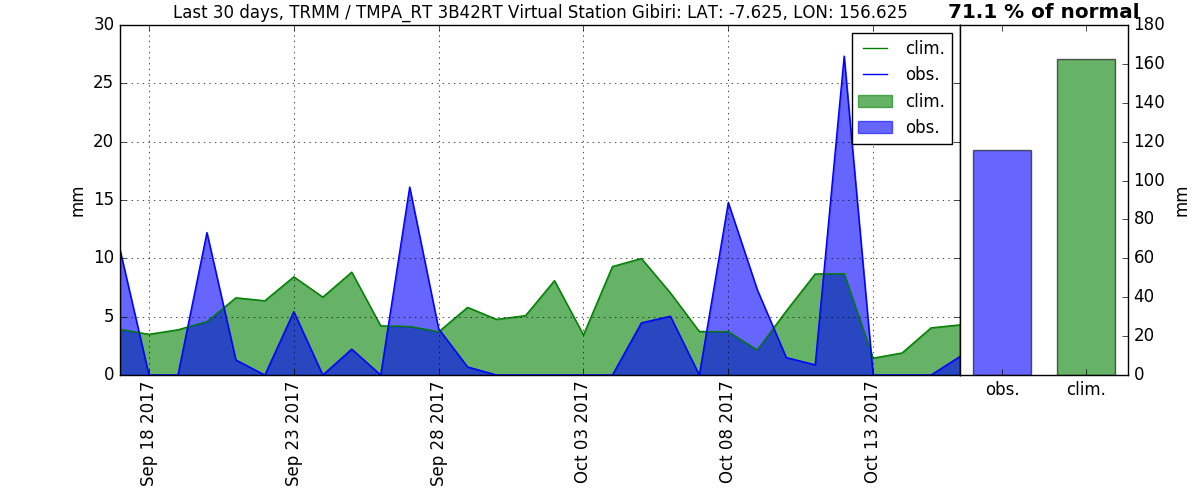 Last 30 days, TRMM / TMPA_RT 3B42RT Virtual Station Gibiri: LAT: -7.625, LON: 156.625
71.1 % of normal
30
25
20
15
10
5
0
mm
clim.
obs.
clim.
obs.
180
160
140
120
100
80
60
40
20
0
mm
Sep 18 2017
Sep 23 2017
Sep 28 2017
Oct 03 2017
Oct 08 2017
Oct 13 2017
obs.
clim.